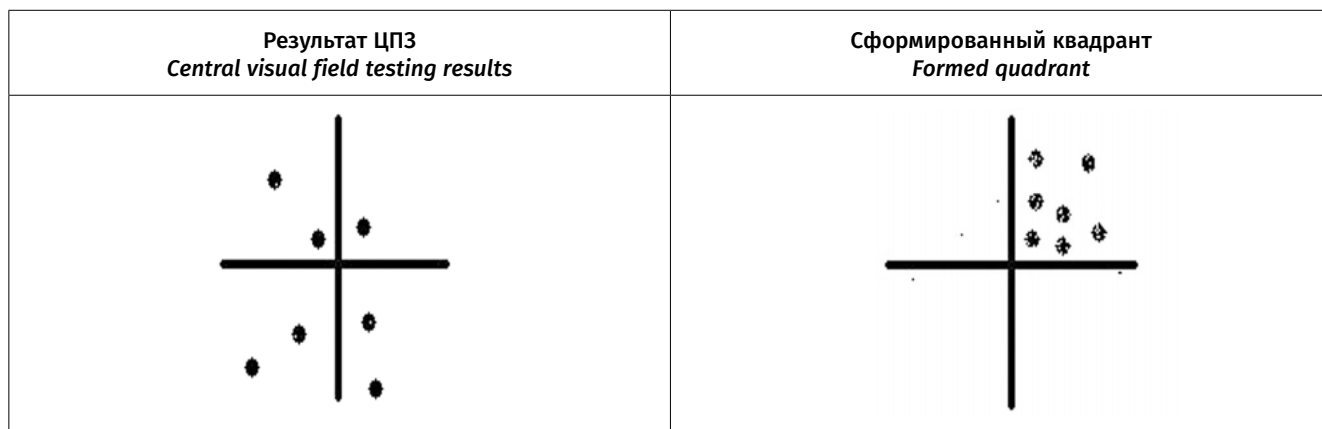 Результат ЦПЗ
Central visual field testing results
Сформированный квадрант
Formed quadrant